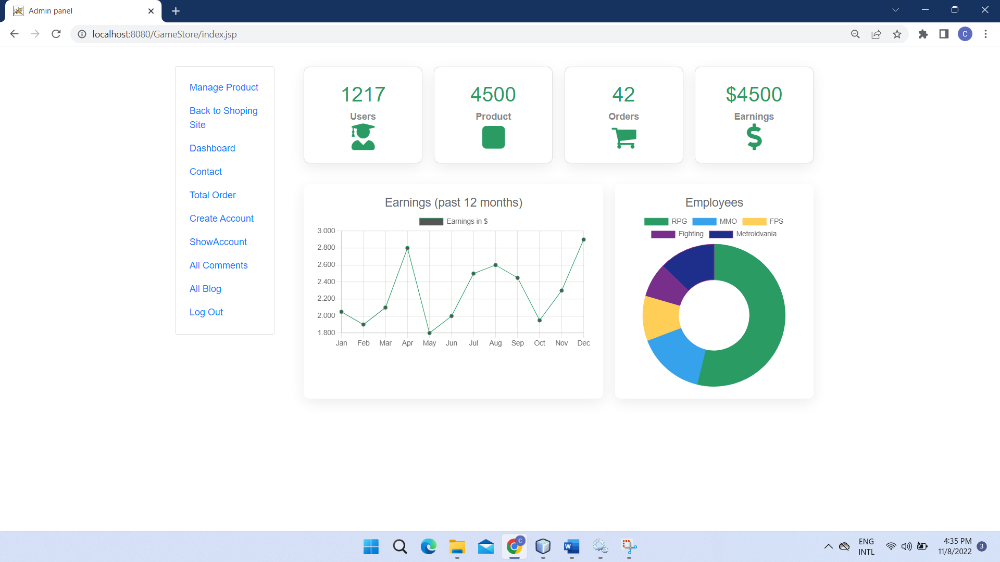 Admin panel
localhost:8080/GameStore/index.jsp
C
Manage Product
Back to Shoping
Site
Dashboard
Contact
Total Order
Create Account
ShowAccount
All Comments
All Blog
Log Out
1217
Users
4500
Product
42
Orders
$4500
Earnings
Earnings (past 12 months)
Earnings in $
3.000
2.800
2.600
2.400
2.200
2.000
1.800
Jan Feb Mar Apr May Jun Jul Aug Sep Oct Nov Dec
Employees
RPG MMO FPS
Fighting Metroidvania
C
W
ENG
INTL
4:35 PM
11/8/2022
3